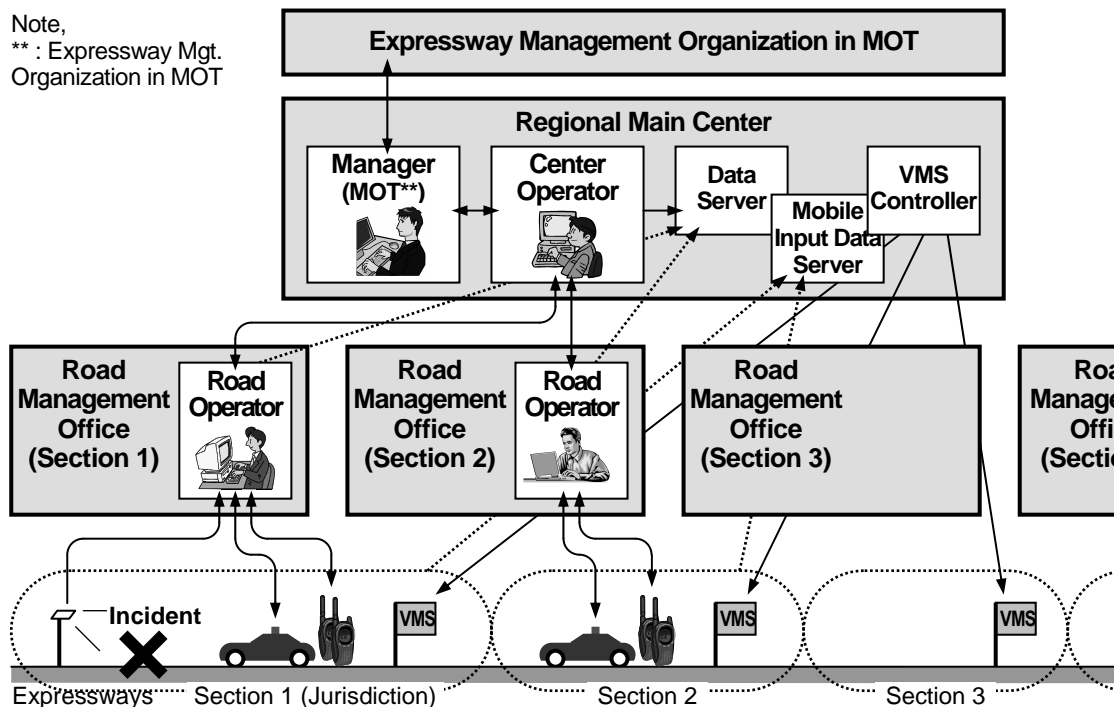 Note,
** : Expressway Mgt.
Organization in MOT
Expressway Management Organization in MOT
Regional Main Center
Manager
(MOT**)
Center
Operator
Data
Server
Mobile
Input Data
Server
VMS
Controller
Road
Management
Office
(Section 1)
Road
Operator
Road
Management
Office
(Section 2)
Road
Operator
Road
Management
Office
(Section 3)
Incident
VMS
VMS
VMS
Expressways
Section 1 (Jurisdiction)
Section 2
Section 3